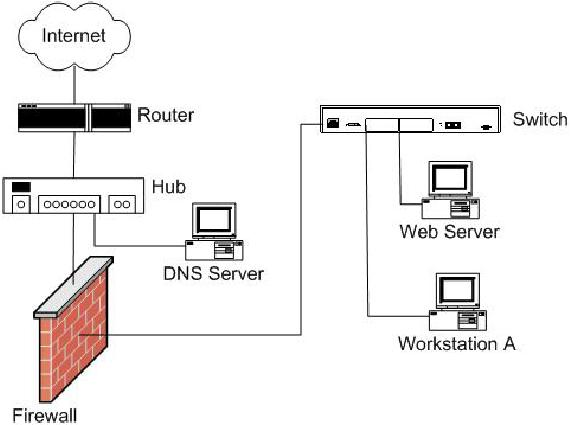 Internet
Router
Switch
Hub
Web Server
DNS Server
Workstation A
Firewall